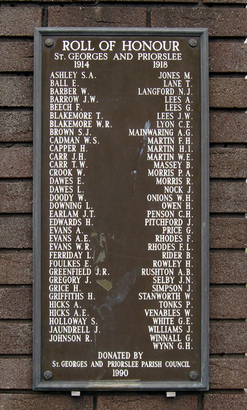 ROLL OF HONOUR
ST. GEORGES AND PRIORSLEE
1914 1918
ASHLEY S.A. JONES M.
BALL E. LANE T.
BARBER W. LANGFORD N.J.
BARROW J.W. LEES A.
BEECH F. LEES G.
BLAKEMORE T. LEES J.W.
BLAKEMORE W.R. LYON C.E.
BROWN S.J. MAINWARING A.G.
CADMAN W.S. MARTIN F.H.
CAPPER H. MARTIN H.I.
CARR J.H. MARTIN W.E.
CARR T.W. MASSEY H.
CROOK W. MORRIS P.A.
DAWES E. MORRIS R.
DAWES L. NOCK J.
DOODY W. ONIONS W.H.
DOWNING L. OWEN H.
EARLAM J.T. PENSON C.H.
EDWARDS H. PITCHFORD J.
EVANS A. PRICE G.
EVANS A.E. RHODES F.
EVANS W.R. RHODES F.L.
FERRIDAY L. RIDER B.
FOULKES E. ROWLEY H.
GREENFIELD J.R. RUSHTON A.B.
GREGORY J. SELBY J.N.
GRICE H. SIMPSON J.
GRIFFITHS H. STANWORTH W.
HICKS A. TONKS P.
HICKS A.E. VENABLES W.
HOLLOWAY S. WHITE G.E.
JAUNDRELL J. WILLIAMS J.
JOHNSON R. WINNALL G.
WYNN G.H.
DONATED BY
ST. GEORGES AND PRIORSLEE PARISH COUNCIL
1990